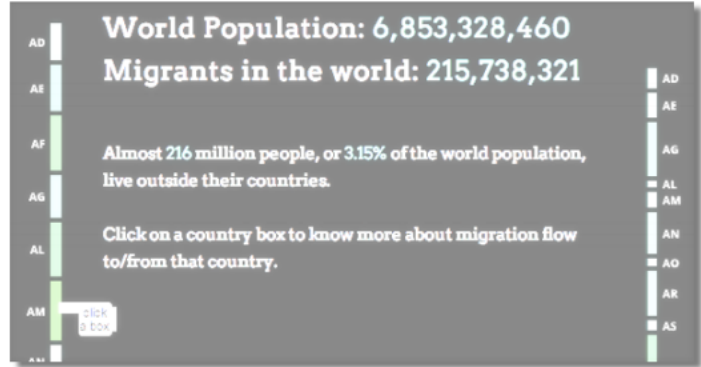 World Population: 6,853,328,460
Migrants in the world: 215,738,321
Almost 216 million people, or 3.15% of the world population,
live outside their countries.
Click on a country box to know more about migration flow
to/from that country.
AD
AE
AF
AG
AL
AM
click
a box
AD
AE
AG
AL
AM
AN
AO
AR
AS